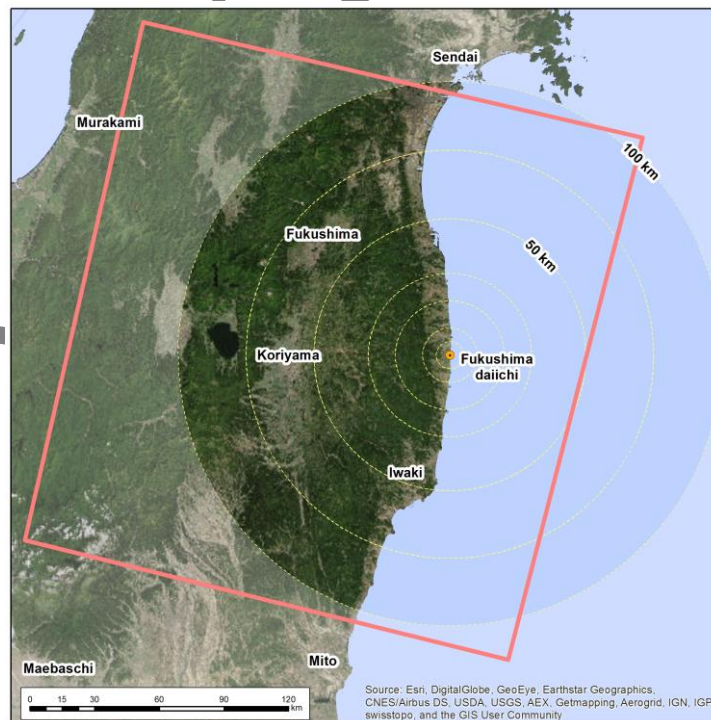 Sendai
Murakami
100 km
Fukushima
50 km
Koriyama
Fukushima
daiichi
Iwaki
Maebaschi
Mito
0 15 30 60 90 120
km
Source: Esri, DigitalGlobe, GeoEye, Earthstar Geographics,
CNES/Airbus DS, USDA, USGS, AEX, Getmapping, Aerogrid, IGN, IGP,
swisstopo, and the GIS User Community